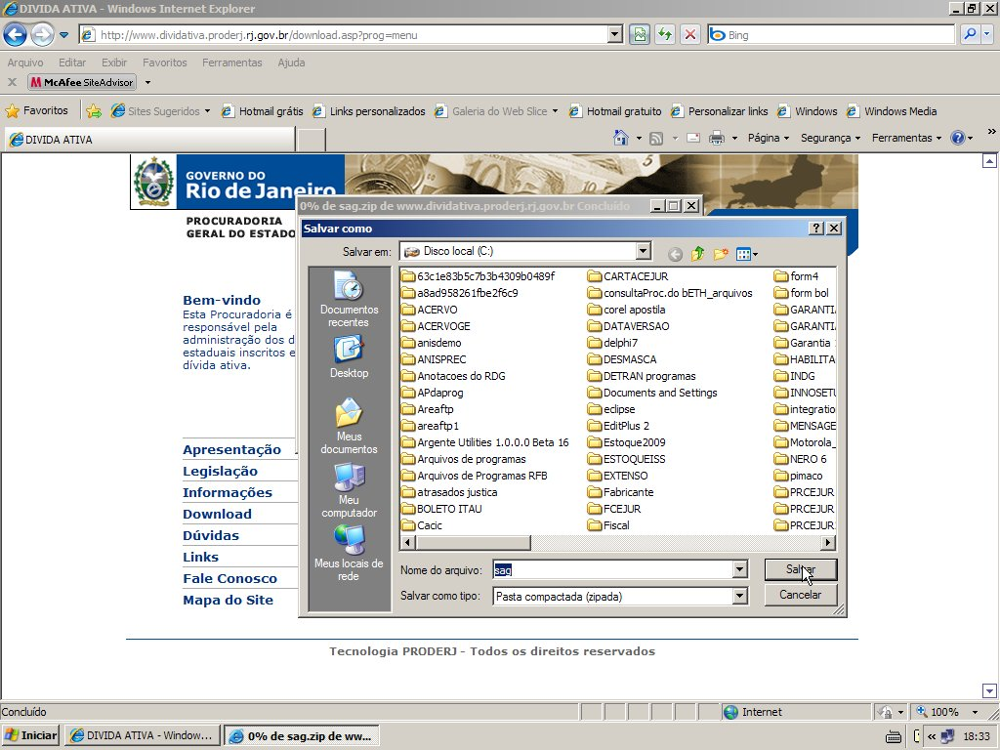 DIVIDA ATIVA - Windows Internet Explorer
http://www.dividativa.proderj.rj.gov.br/download.asp?prog=menu
Bing
Arquivo Editar Exibir Favoritos Ferramentas Ajuda
X McAfee SiteAdvisor
Favoritos Sites Sugeridos Hotmail grátis Links personalizados Galeria do Web Slice Hotmail gratuito Personalizar links Windows Windows Media
DIVIDA ATIVA
Página Segurança Ferramentas »
GOVERNO DO
Rio de Janeiro
PROCURADORIA
GERAL DO ESTADO
0% de sag.zip de www.dividativa.proderj.rj.gov.br Concluído
Salvar como
Salvar em: Disco local (C:)
Bem-vindo
Esta Procuradoria é
responsável pela
administração dos d
estaduais inscritos e
dívida ativa.
Apresentação
Legislação
Informações
Download
Dúvidas
Links
Fale Conosco
Mapa do Site
Documentos
recentes
Desktop
Meus
documentos
Meu
computador
Meus locais de
rede
63c1e83b5c7b3b4309b0489f
a8ad958261fbe2f6c9
ACERVO
ACERVOGE
anisdemo
ANISPREC
Anotacoes do RDG
APdaprog
Areaftp
areaftp1
Argente Utilities 1.0.0.0 Beta 16
Arquivos de programas
Arquivos de Programas RFB
atrasados justica
BOLETO ITAU
Cacic
CARTACEJUR
consultaProc.do bETH_arquivos
corel apostila
DATAVERSAO
delphi7
DESMASCA
DETRAN programas
Documents and Settings
eclipse
EditPlus 2
Estoque2009
ESTOQUEISS
EXTENSO
Fabricante
FCEJUR
Fiscal
form4
form bol
GARANTI
GARANTI
Garantia
HABILITA
INDG
INNOSETU
integratio
MENSAGE
Motorola_
NERO 6
pimaco
PRCEJUR
PRCEJUR
PRCEJUR
Nome do arquivo: sag Salvar
Salvar como tipo: Pasta compactada (zipada) Cancelar
Tecnologia PRODERJ - Todos os direitos reservados
Concluído Internet 100%
Iniciar DIVIDA ATIVA - Window... 0% de sag.zip de ww... « 18:33